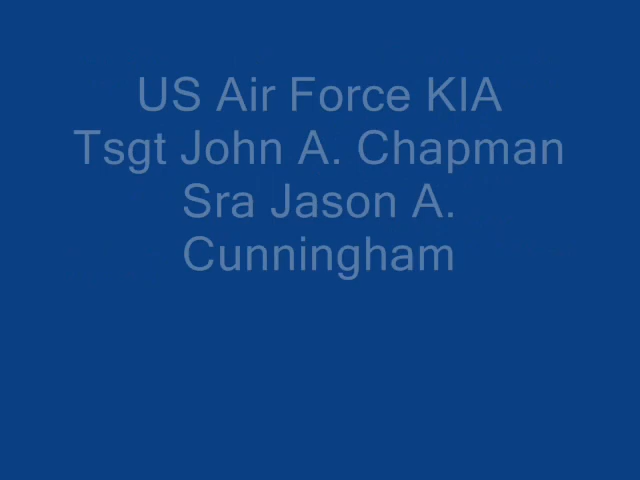 US Air Force KIA
Tsgt John A. Chapman
Sra Jason A.
Cunningham